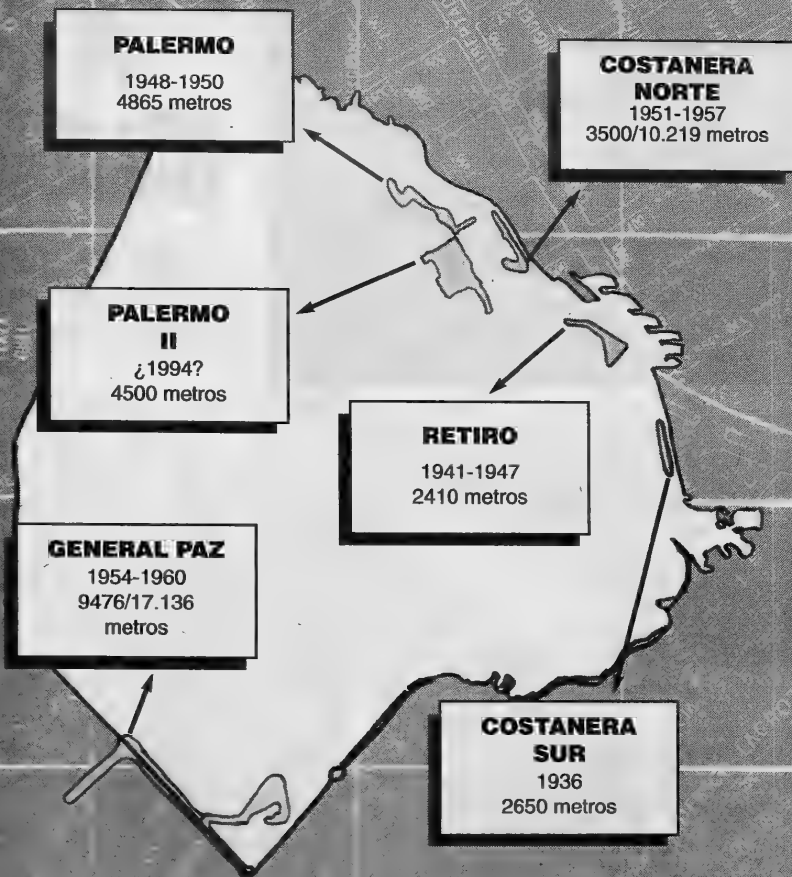 PALERMO
1948-1950
4865 metros
COSTANERA
NORTE
1951-1957
3500/10.219 metros
PALERMO
II
¿1994?
4500 metros
RETIRO
1941-1947
2410 metros
GENERAL PAZ
1954-1960
9476/17.136
metros
COSTANERA
SUR
1936
2650 metros